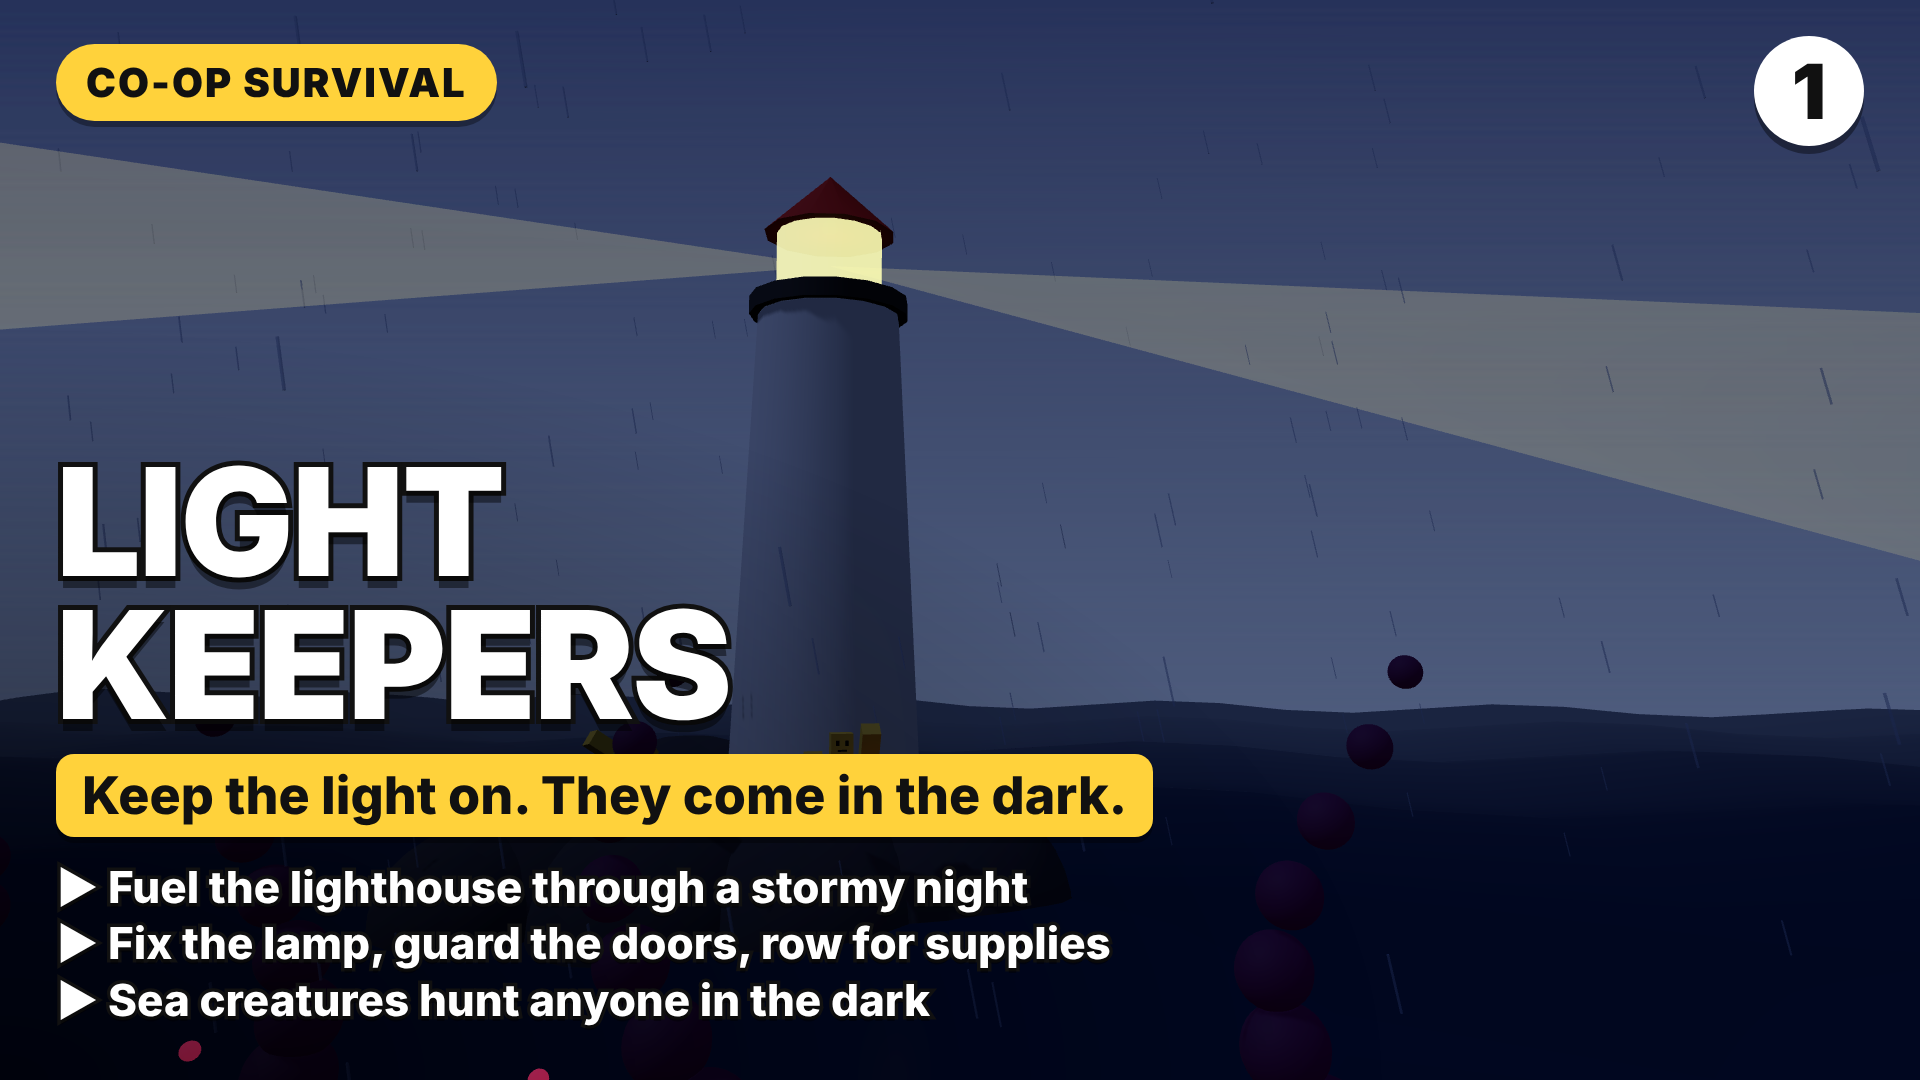 CO-OP SURVIVAL
1
LIGHT
KEEPERS
Keep the light on. They come in the dark.
▶ Fuel the lighthouse through a stormy night
▶ Fix the lamp, guard the doors, row for supplies
▶ Sea creatures hunt anyone in the dark